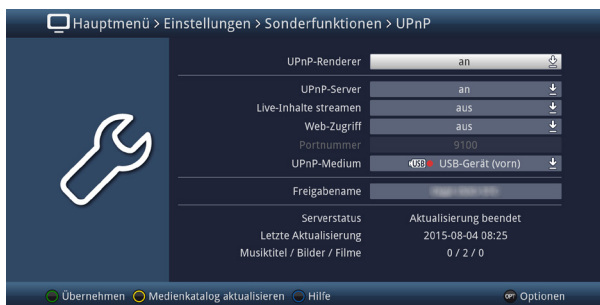 Hauptmenü > Einstellungen > Sonderfunktionen > UPnP
UPnP-Renderer an
UPnP-Server an
Live-Inhalte streamen aus
Web-Zugriff aus
Portnummer 9100
UPnP-Medium USB USB-Gerät (vorn)
Freigabename
Serverstatus Aktualisierung beendet
Letzte Aktualisierung 2015-08-04 08:25
Musiktitel / Bilder / Filme 0 / 2 / 0
Übernehmen Medienkatalog aktualisieren Hilfe OPT Optionen